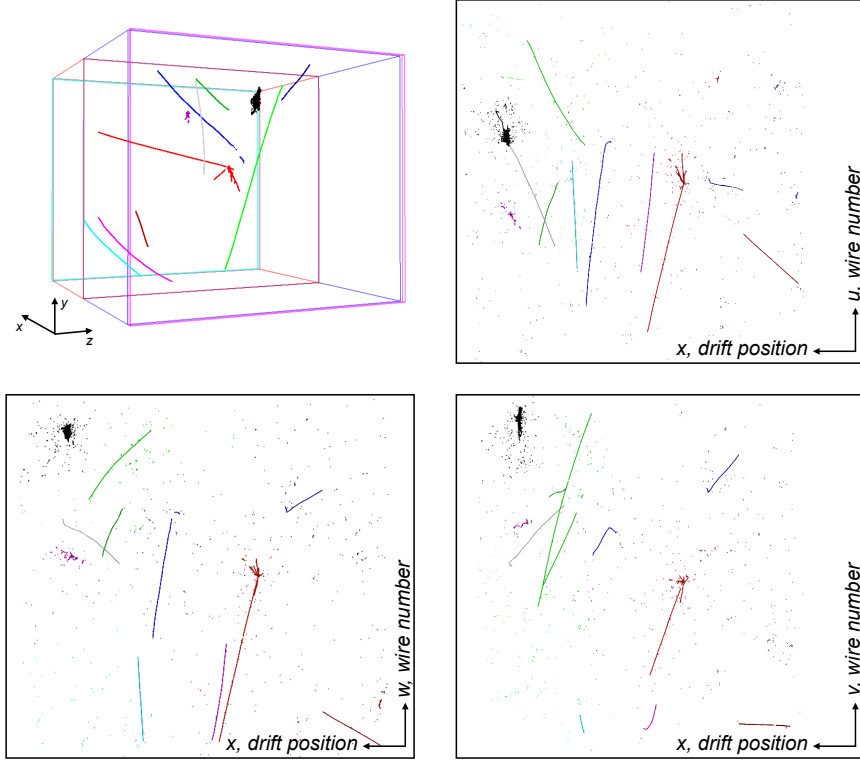 y
x
z
u, wire number
x, drift position
w, wire number
x, drift position
v, wire number
x, drift position